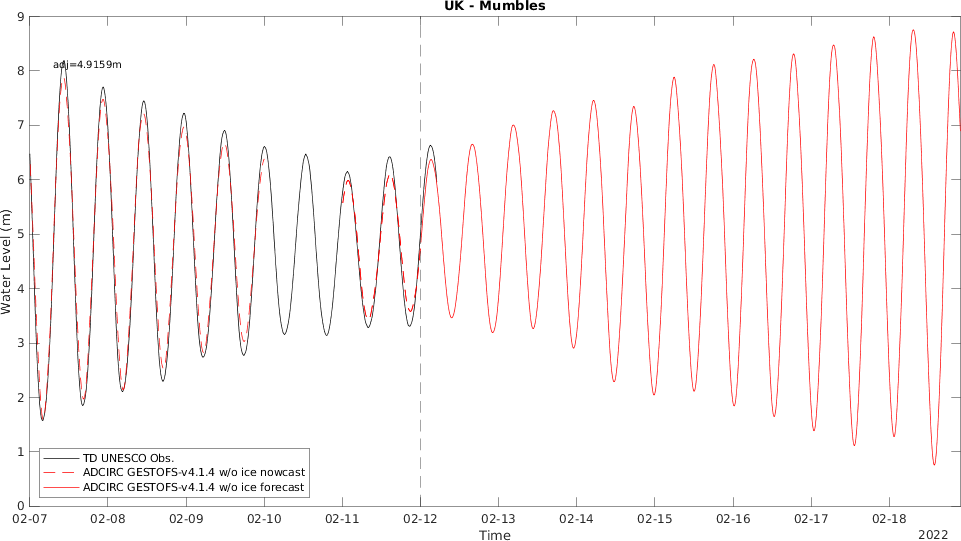 UK - Mumbles
9
8
7
6
5
4
3
2
1
0
Water Level (m)
adj=4.9159m
TD UNESCO Obs.
ADCIRC GESTOFS-v4.1.4 w/o ice nowcast
ADCIRC GESTOFS-v4.1.4 w/o ice forecast
02-07 02-08 02-09 02-10 02-11 02-12 02-13 02-14 02-15 02-16 02-17 02-18
Time
2022